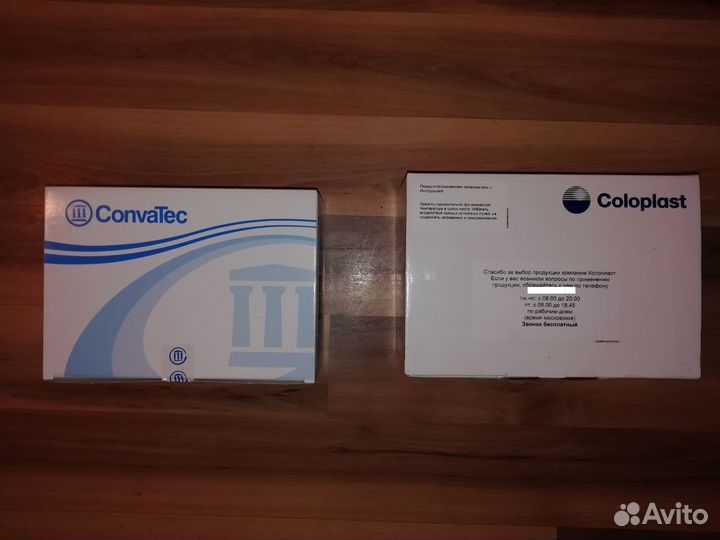 ConvaTec
Coloplast
Перед использованием ознакомьтесь с
Инструкцией.
Хранить горизонтально при комнатной
температуре в сухом месте. Избегать
воздействия прямых солнечных лучей, не
подвергать нагреванию и замораживанию
Спасибо за выбор продукции компании Колопласт.
Если у вас возникли вопросы по применению
продукции, обращайтесь к нам по телефону
пн.-чт. с 08.00 до 20:00
пт. с 08.00 до 18.45
по рабочим дням
(время московское)
Звонок бесплатный
Avito